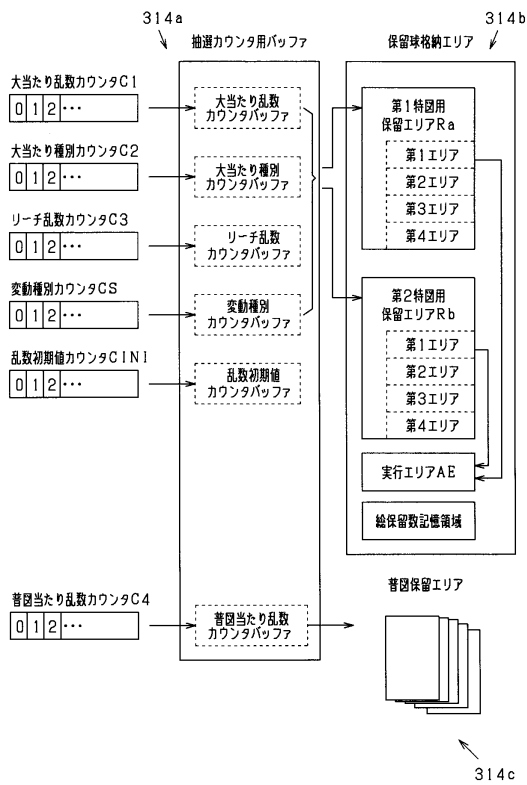 314a
314b
抽選カウンタ用バッファ
保留球格納エリア
大当たり乱数カウンタC1
0 1 2 ···
大当たり乱数
カウンタバッファ
大当たり種別カウンタC2
0 1 2 ···
大当たり種別
カウンタバッファ
リーチ乱数カウンタC3
0 1 2 ···
リーチ乱数
カウンタバッファ
変動種別カウンタCS
0 1 2 ···
変動種別
カウンタバッファ
乱数初期値カウンタCINI
0 1 2 ···
乱数初期値
カウンタバッファ
第1特図用
保留エリアRa
第1エリア
第2エリア
第3エリア
第4エリア
第2特図用
保留エリアRb
第1エリア
第2エリア
第3エリア
第4エリア
実行エリアAE
総保留数記憶領域
普図当たり乱数カウンタC4
0 1 2 ···
普図当たり乱数
カウンタバッファ
普図保留エリア
314c